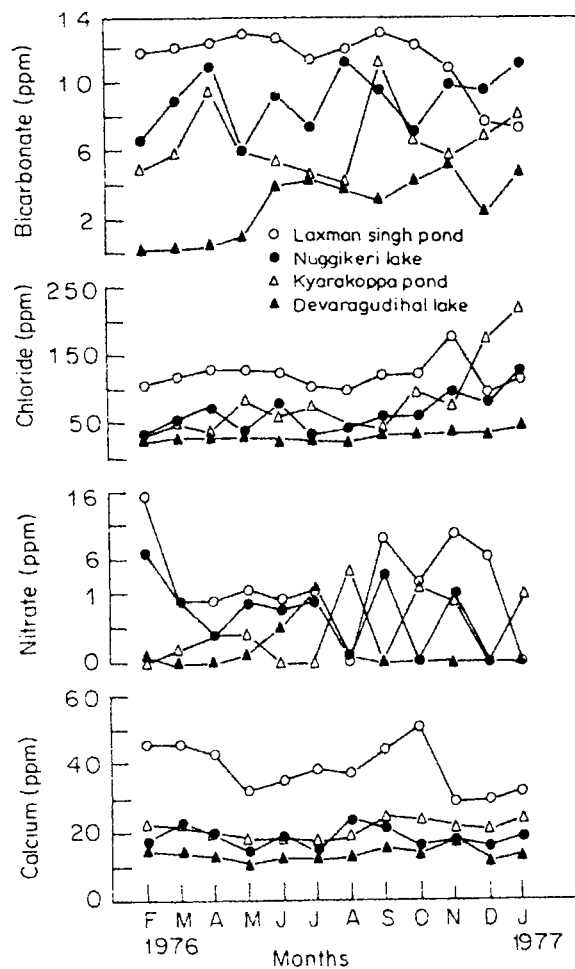 14
10
6
2
Bicarbonate (ppm)
Laxman singh pond
Nuggikeri lake
Kyarakoppa pond
Devaragudihal lake
250
150
50
Chloride (ppm)
16
6
1
0
Nitrate (ppm)
60
40
20
0
Calcium (ppm)
F M A M J J A S O N D J
1976 1977
Months